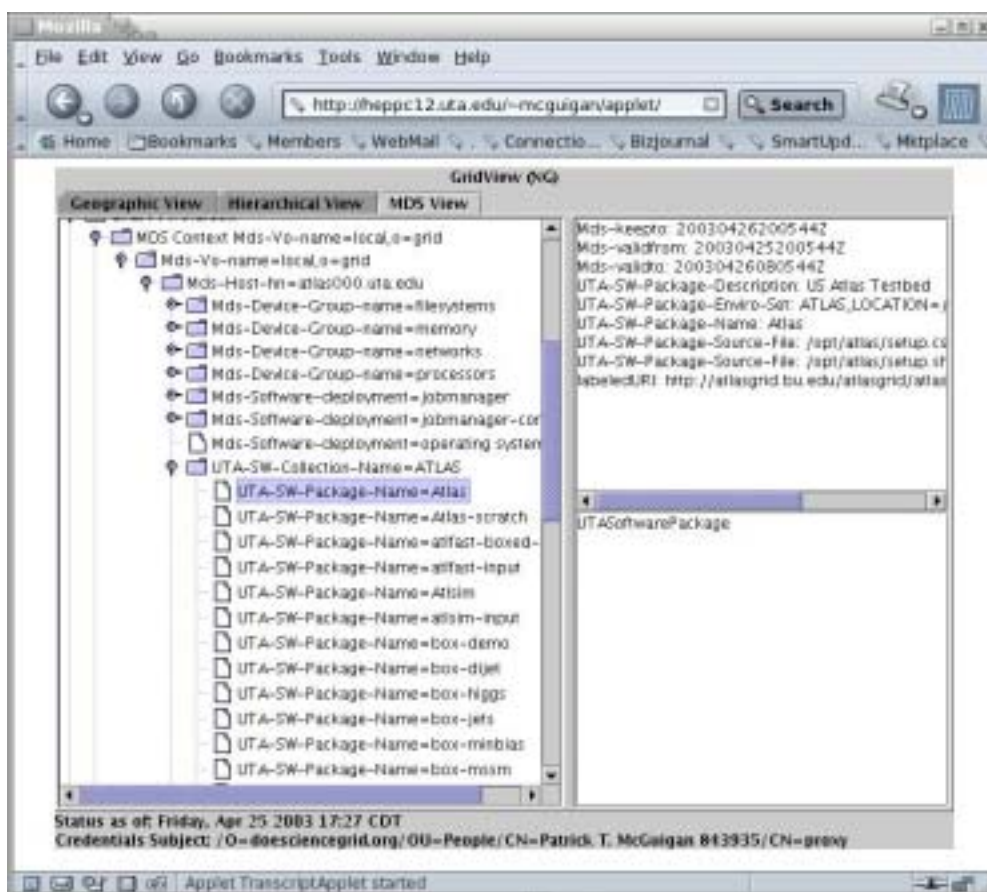 Mozilla
File Edit View Go Bookmarks Tools Window Help
http://heppc12.uta.edu/~mcguigan/applet/ Search
Home Bookmarks Members WebMail Connectio... Bizjournal SmartUpd... Mktplace
GridView (NG)
Geographic View Hierarchical View MDS View
MDS Context Mds-Vo-name=local,o=grid
Mds-Vo-name=local,o=grid
Mds-Host-hn=atlas000.uta.edu
Mds-Device-Group-name=filesystems
Mds-Device-Group-name=memory
Mds-Device-Group-name=networks
Mds-Device-Group-name=processors
Mds-Software-deployment=jobmanager
Mds-Software-deployment=jobmanager-cor
Mds-Software-deployment=operating system
UTA-SW-Collection-Name=ATLAS
UTA-SW-Package-Name=Atlas
UTA-SW-Package-Name=Atlas-scratch
UTA-SW-Package-Name=atlfast-boxed-
UTA-SW-Package-Name=atlfast-input
UTA-SW-Package-Name=Atlsim
UTA-SW-Package-Name=atlsim-input
UTA-SW-Package-Name=box-demo
UTA-SW-Package-Name=box-dijet
UTA-SW-Package-Name=box-higgs
UTA-SW-Package-Name=box-jets
UTA-SW-Package-Name=box-minbias
UTA-SW-Package-Name=box-mssm
Mds-keepto: 20030426200544Z
Mds-validfrom: 20030425200544Z
Mds-validto: 20030426080544Z
UTA-SW-Package-Description: US Atlas Testbed
UTA-SW-Package-Enviro-Set: ATLAS_LOCATION=/
UTA-SW-Package-Name: Atlas
UTA-SW-Package-Source-File: /opt/atlas/setup.cs
UTA-SW-Package-Source-File: /opt/atlas/setup.sh
labeledURI: http://atlasgrid.bu.edu/atlasgrid/atlas
UTASoftwarePackage
Status as of: Friday, Apr 25 2003 17:27 CDT
Credentials Subject: /O=doesciencegrid.org/OU=People/CN=Patrick T. McGuigan 843935/CN=proxy
Applet TranscriptApplet started